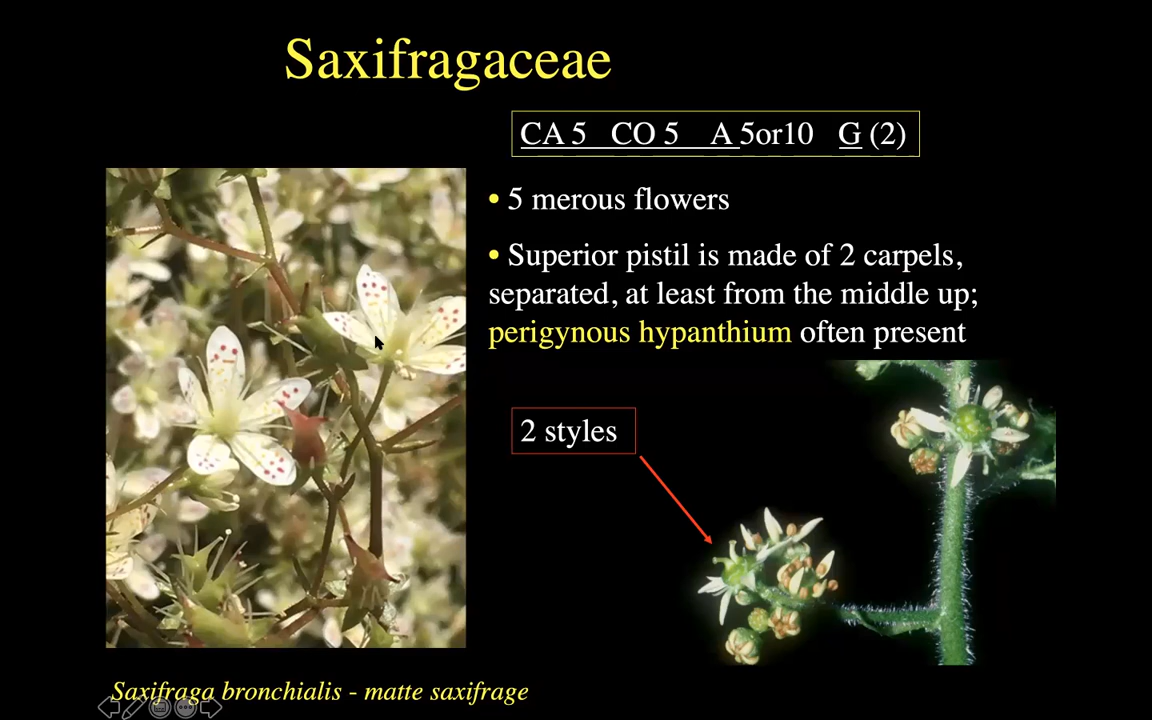 Saxifragaceae
CA 5 CO 5 A 5or10 G (2)
• 5 merous flowers
• Superior pistil is made of 2 carpels,
separated, at least from the middle up;
perigynous hypanthium often present
2 styles
Saxifraga bronchialis - matte saxifrage